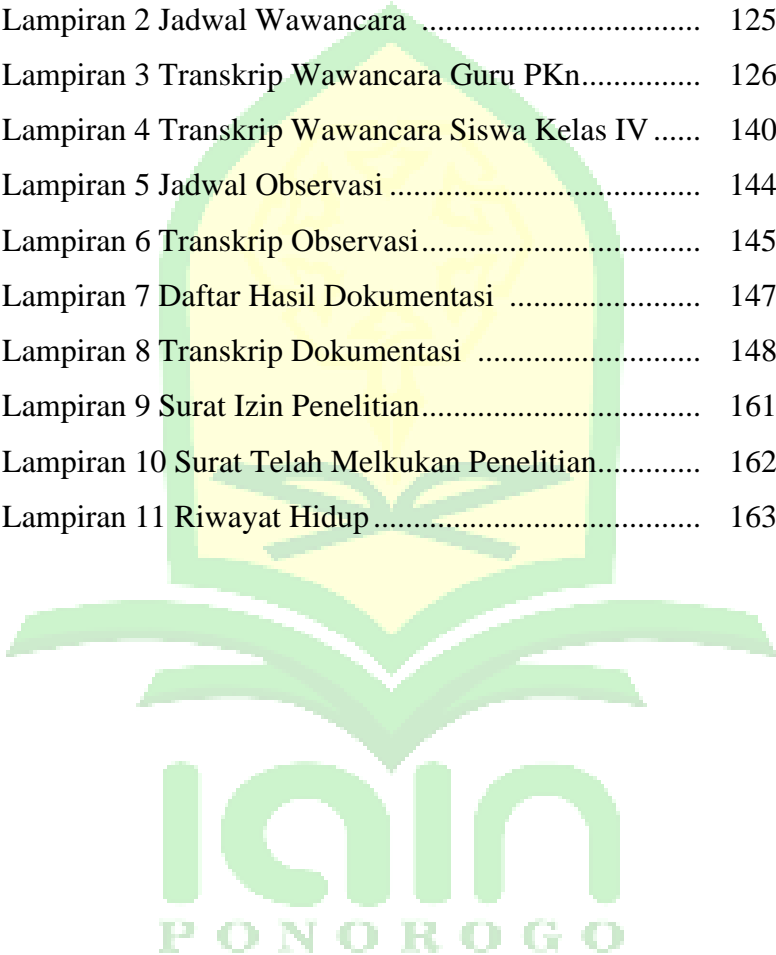 Lampiran 2 Jadwal Wawancara ................................. 125
Lampiran 3 Transkrip Wawancara Guru PKn................. 126
Lampiran 4 Transkrip Wawancara Siswa Kelas IV ...... 140
Lampiran 5 Jadwal Observasi ..................................... 144
Lampiran 6 Transkrip Observasi................................. 145
Lampiran 7 Daftar Hasil Dokumentasi ....................... 147
Lampiran 8 Transkrip Dokumentasi ........................... 148
Lampiran 9 Surat Izin Penelitian................................. 161
Lampiran 10 Surat Telah Melkukan Penelitian............ 162
Lampiran 11 Riwayat Hidup....................................... 163
iain
PONOROGO